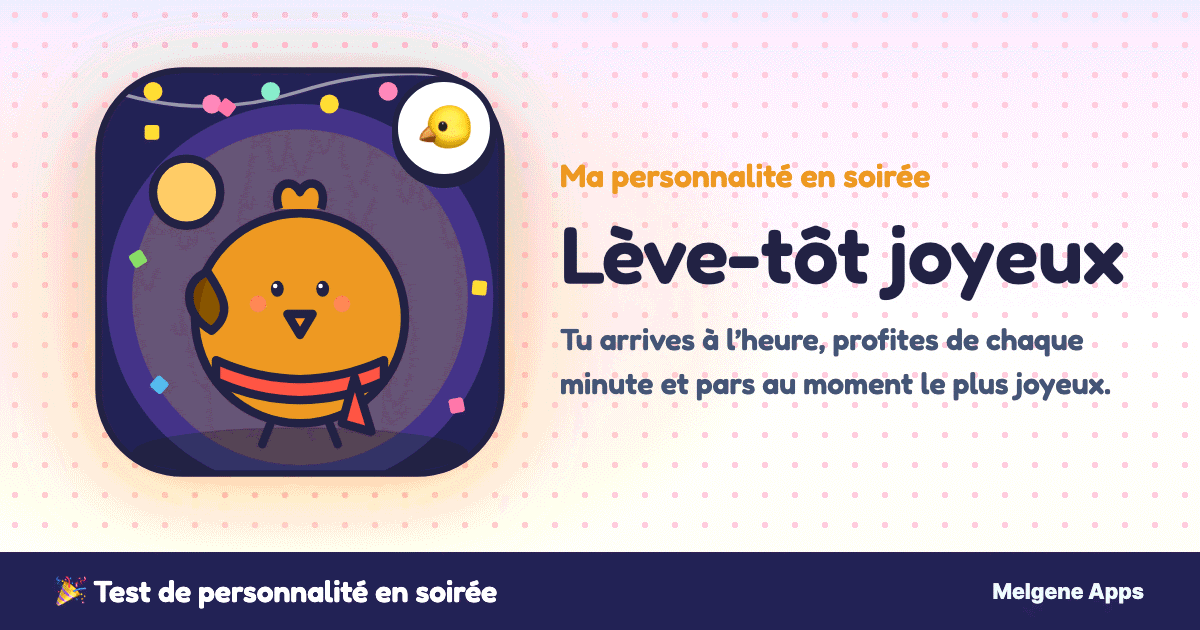 Ma personnalité en soirée
Lève-tôt joyeux
Tu arrives à l’heure, profites de chaque
minute et pars au moment le plus joyeux.
🎉 Test de personnalité en soirée
Melgene Apps